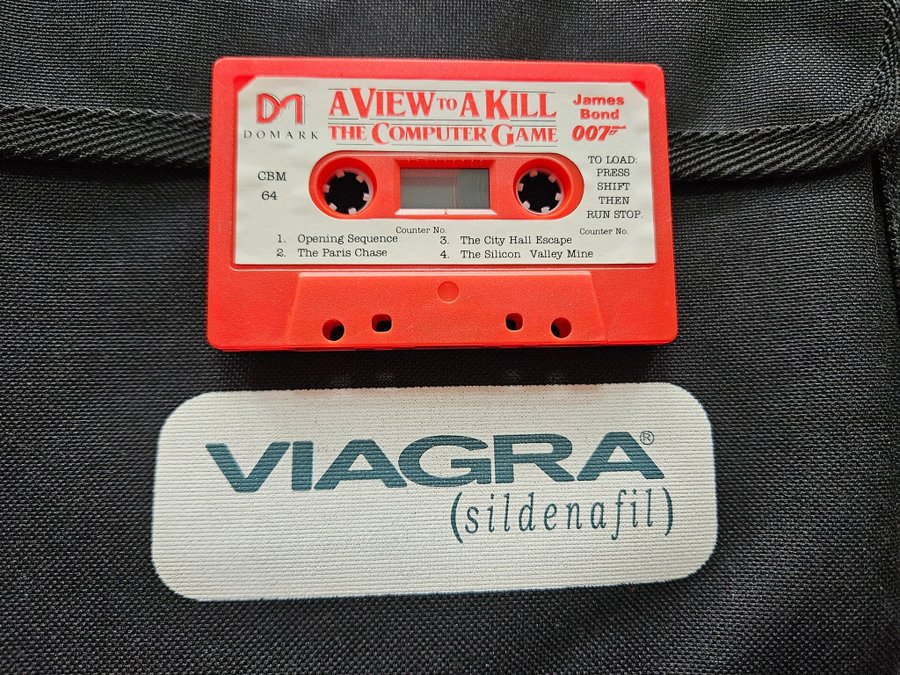 DM
DOMARK
A VIEW TO A KILL
THE COMPUTER GAME
James
Bond
007
CBM
64
TO LOAD:
PRESS
SHIFT
THEN
RUN STOP.
Counter No.
Counter No.
1. Opening Sequence
2. The Paris Chase
3. The City Hall Escape
4. The Silicon Valley Mine
VIAGRA®
(sildenafil)